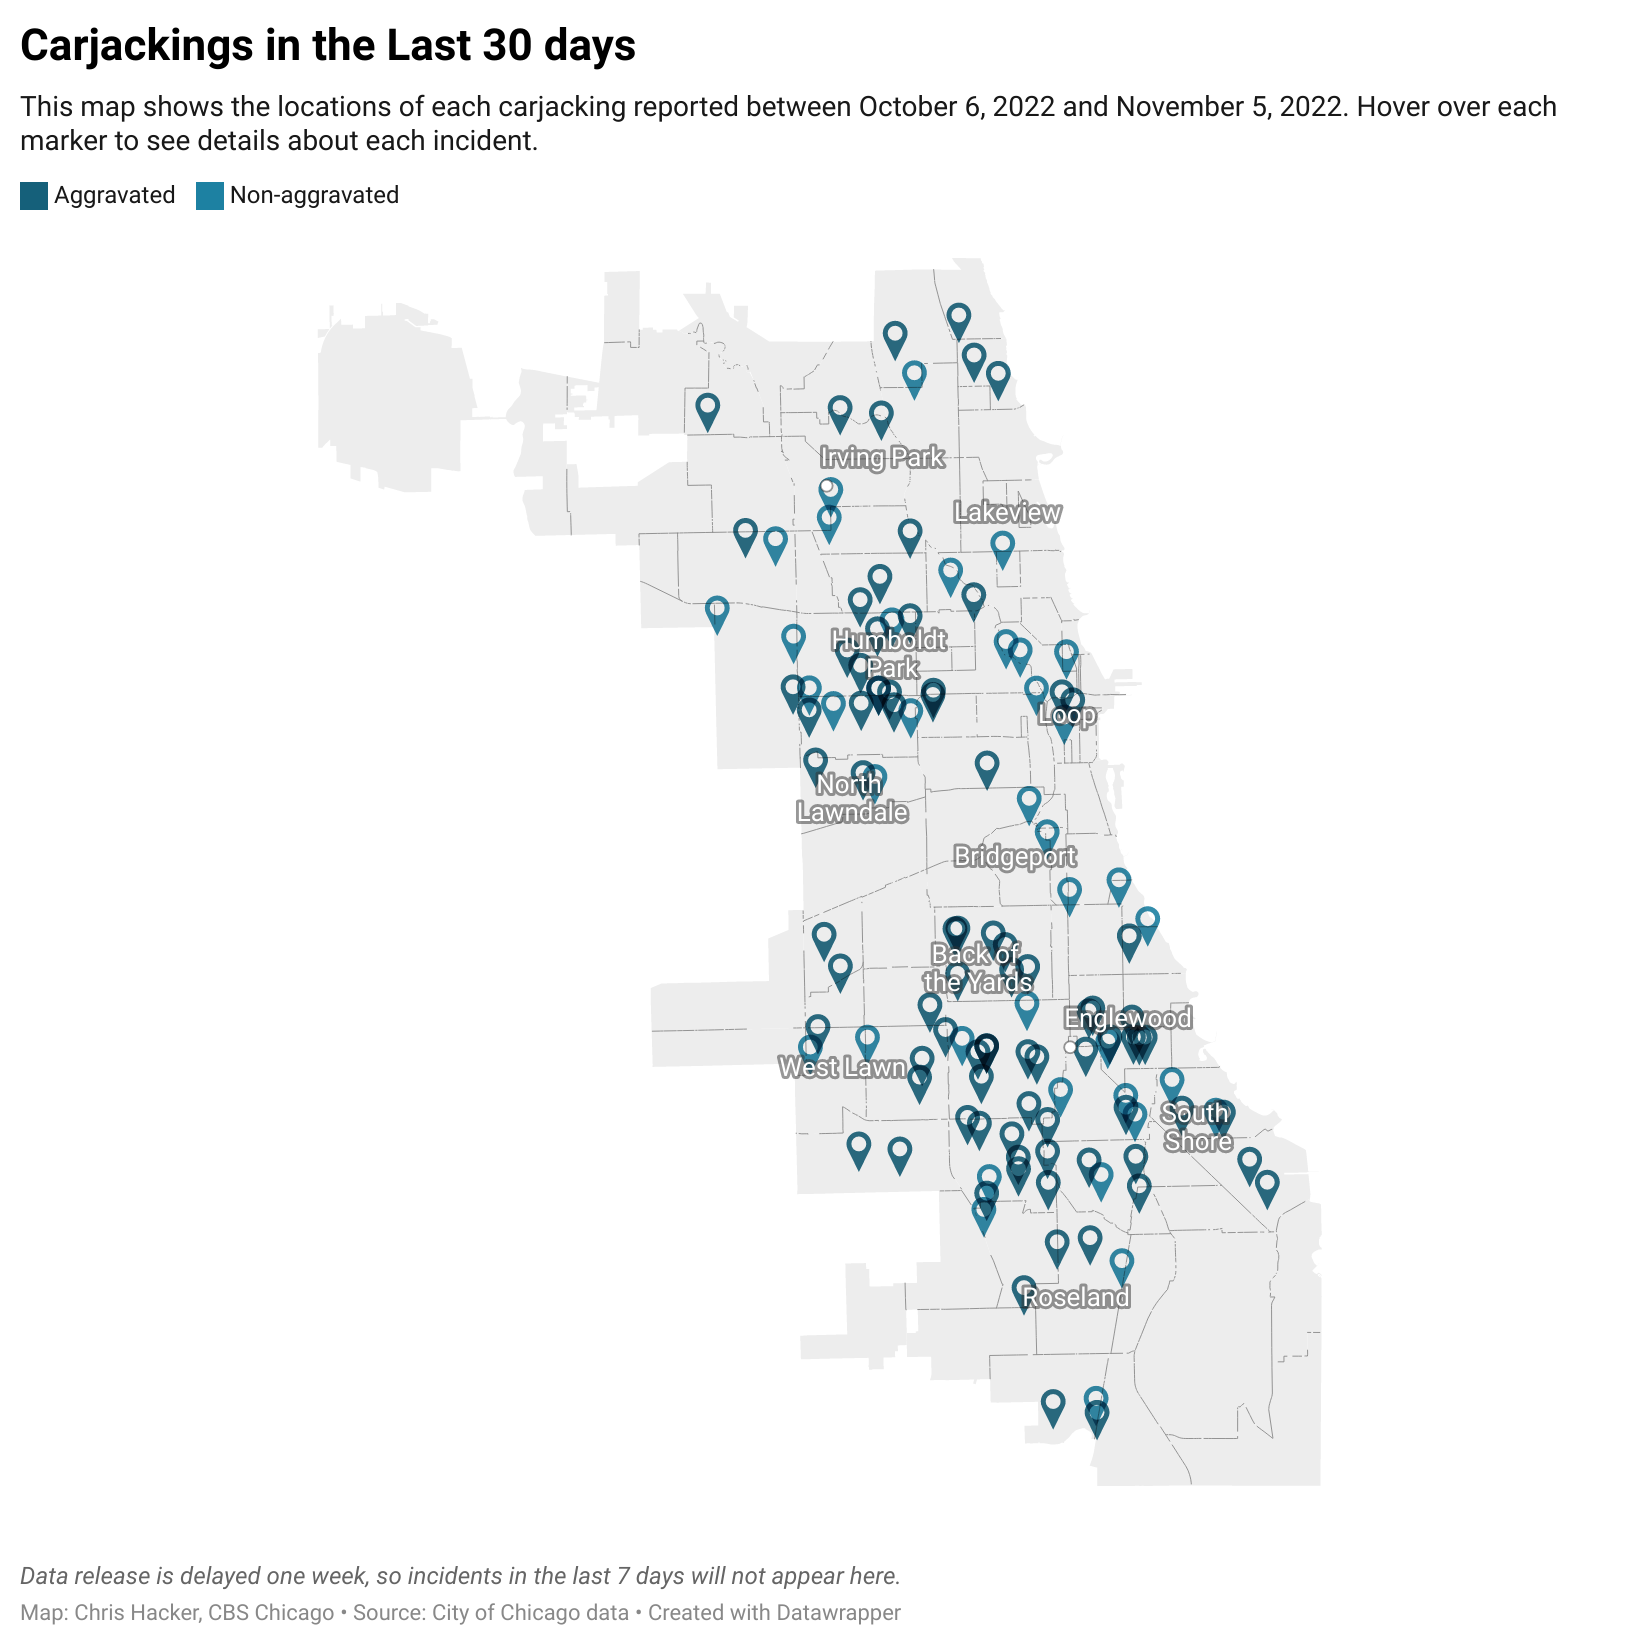 Carjackings in the Last 30 days
This map shows the locations of each carjacking reported between October 6, 2022 and November 5, 2022. Hover over each
marker to see details about each incident.
Aggravated Non-aggravated
Irving Park
Lakeview
Humboldt
Park
Loop
North
Lawndale
Bridgeport
Back of
the Yards
Englewood
West Lawn
South
Shore
Roseland
Data release is delayed one week, so incidents in the last 7 days will not appear here.
Map: Chris Hacker, CBS Chicago • Source: City of Chicago data • Created with Datawrapper